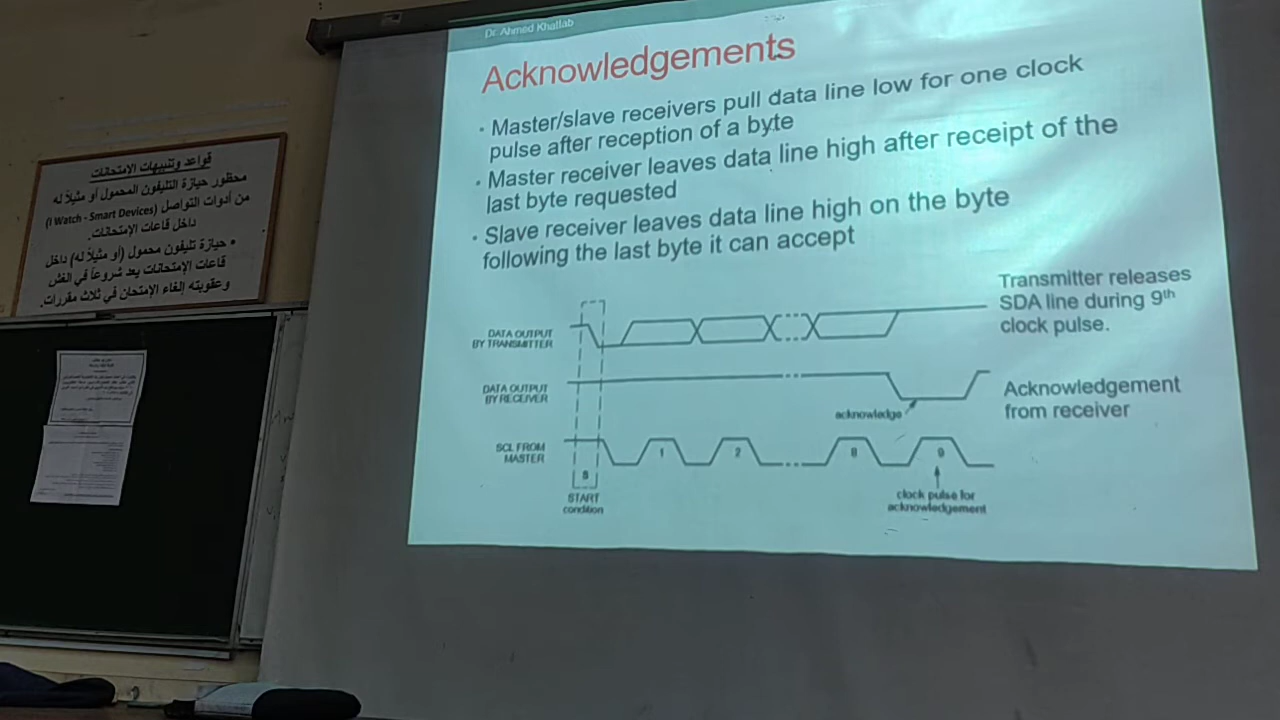 Dr. Ahmed Khattab
Acknowledgements
• Master/slave receivers pull data line low for one clock
pulse after reception of a byte
• Master receiver leaves data line high after receipt of the
last byte requested
• Slave receiver leaves data line high on the byte
following the last byte it can accept
Transmitter releases
SDA line during 9th
clock pulse.
DATA OUTPUT
BY TRANSMITTER
DATA OUTPUT
BY RECEIVER
acknowledge
Acknowledgement
from receiver
SCL FROM
MASTER
1
2
8
9
S
START
condition
clock pulse for
acknowledgement
قواعد وتنبيهات الإمتحانات
محظور حيازة التليفون المحمول أو مثيلاً له
من أدوات التواصل (I Watch - Smart Devices)
داخل قاعات الإمتحانات.
• حيازة تليفون محمول (أو مثيلاً له) داخل
قاعات الإمتحانات يعد شروعاً في الغش
وعقوبته إلغاء الإمتحان في ثلاث مقررات.